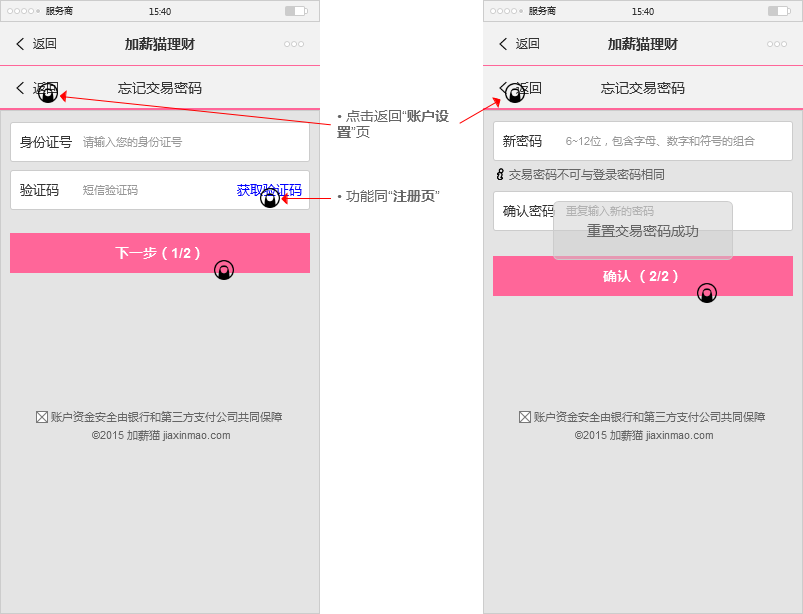 服务商 15:40
返回 加薪猫理财
返回 忘记交易密码
身份证号 请输入您的身份证号
验证码 短信验证码 获取验证码
下一步（1/2）
账户资金安全由银行和第三方支付公司共同保障
©2015 加薪猫 jiaxinmao.com
• 点击返回“账户设
置”页
• 功能同“注册页”
服务商 15:40
返回 加薪猫理财
返回 忘记交易密码
新密码 6~12位，包含字母、数字和符号的组合
交易密码不可与登录密码相同
确认密码 重复输入新的密码
重置交易密码成功
确认 （2/2）
账户资金安全由银行和第三方支付公司共同保障
©2015 加薪猫 jiaxinmao.com